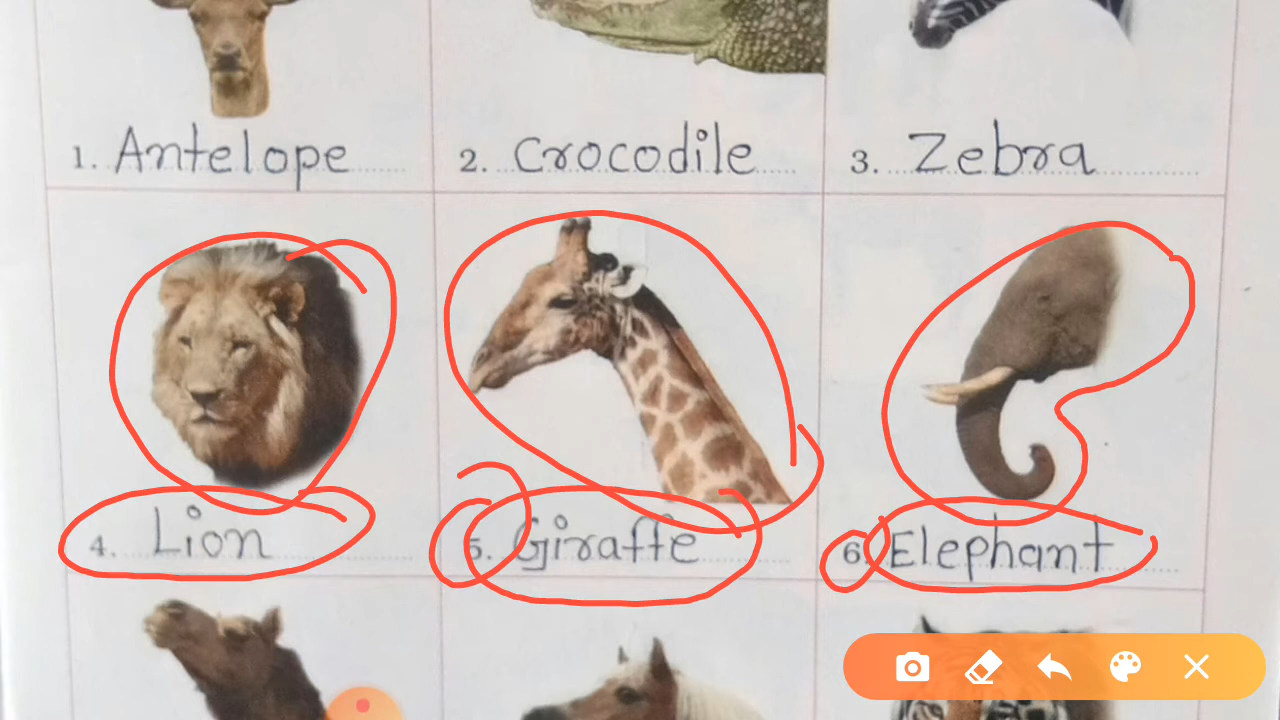 1. Antelope
2. Crocodile
3. Zebra
4. Lion
5. Giraffe
6. Elephant